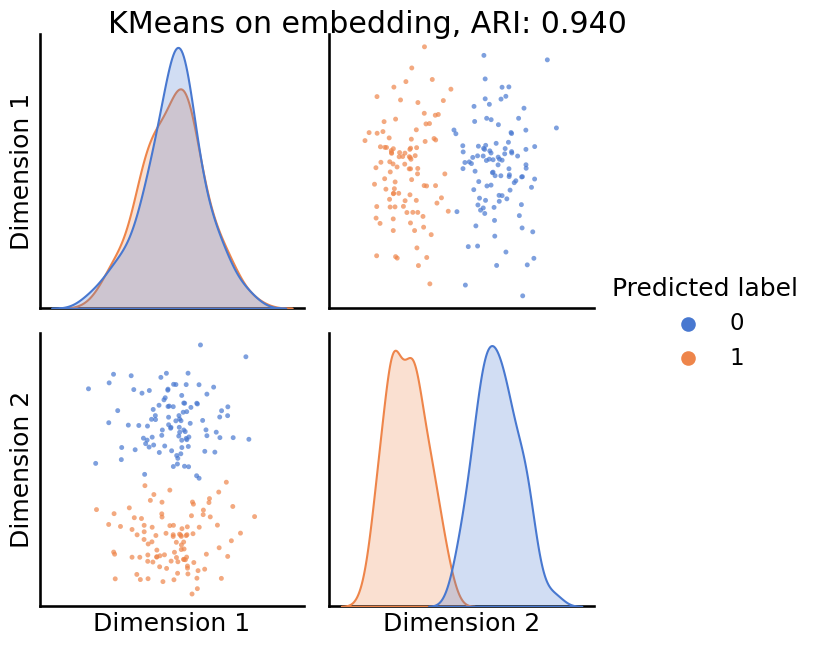 KMeans on embedding, ARI: 0.940
Dimension 1
Dimension 2
Dimension 1
Dimension 2
Predicted label
0
1